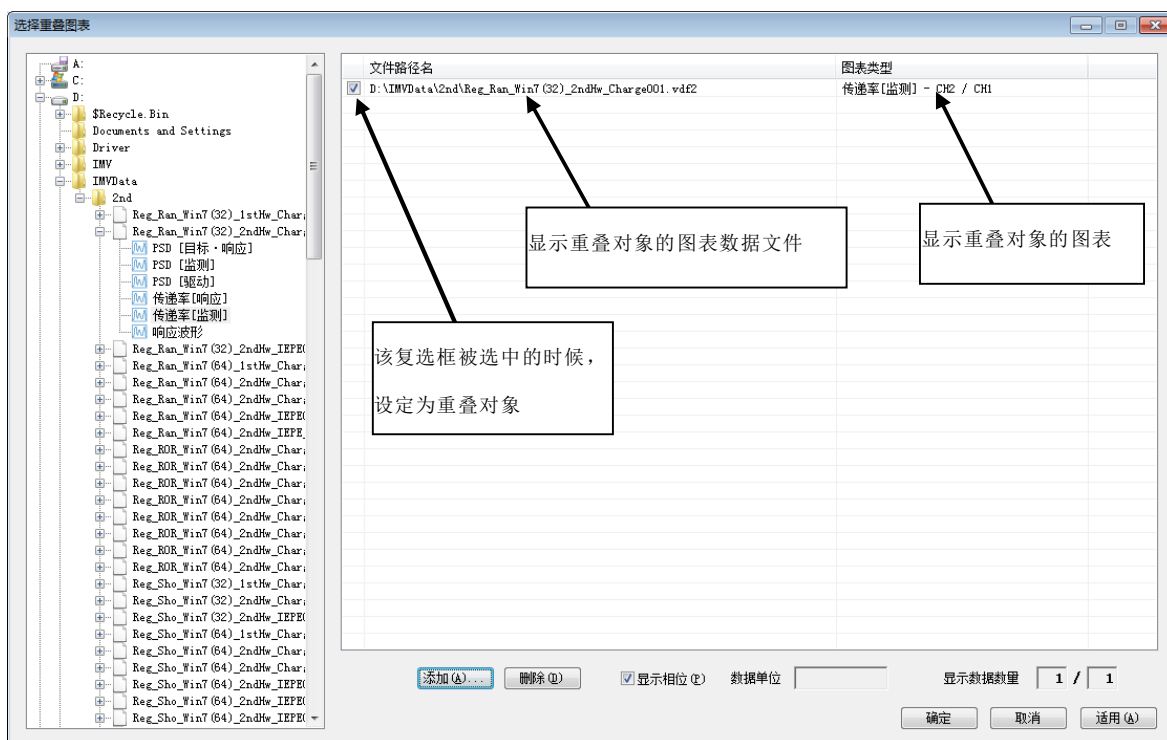 选择重叠图表
A:
C:
D:
$Recycle.Bin
Documents and Settings
Driver
IMV
IMVData
2nd
Reg_Ran_Win7(32)_1stHw_Char
Reg_Ran_Win7(32)_2ndHw_Char
PSD [目标・响应]
PSD [监测]
PSD [驱动]
传递率[响应]
传递率[监测]
响应波形
Reg_Ran_Win7(32)_2ndHw_IEPE
Reg_Ran_Win7(64)_1stHw_Char
Reg_Ran_Win7(64)_2ndHw_Char
Reg_Ran_Win7(64)_2ndHw_Char
Reg_Ran_Win7(64)_2ndHw_IEPE
Reg_Ran_Win7(64)_2ndHw_IEPE_
Reg_ROR_Win7(64)_2ndHw_Char
Reg_ROR_Win7(64)_2ndHw_Char
Reg_ROR_Win7(64)_2ndHw_Char
Reg_ROR_Win7(64)_2ndHw_Char
Reg_ROR_Win7(64)_2ndHw_Char
Reg_ROR_Win7(64)_2ndHw_Char
Reg_ROR_Win7(64)_2ndHw_Char
Reg_ROR_Win7(64)_2ndHw_Char
Reg_Sho_Win7(32)_1stHw_Char
Reg_Sho_Win7(32)_2ndHw_Char
Reg_Sho_Win7(32)_2ndHw_IEPE
Reg_Sho_Win7(64)_1stHw_Char
Reg_Sho_Win7(64)_2ndHw_Char
Reg_Sho_Win7(64)_2ndHw_Char
Reg_Sho_Win7(64)_2ndHw_IEPE
Reg_Sho_Win7(64)_2ndHw_IEPE
Reg_Sho_Win7(64)_2ndHw_IEPE
文件路径名 图表类型
D:\IMVData\2nd\Reg_Ran_Win7(32)_2ndHw_Charge001.vdf2 传递率[监测] - CH2 / CH1
显示重叠对象的图表数据文件
显示重叠对象的图表
该复选框被选中的时候，
设定为重叠对象
添加(A)... 删除(D) 显示相位(P) 数据单位 显示数据数量 1 / 1
确定 取消 适用(A)